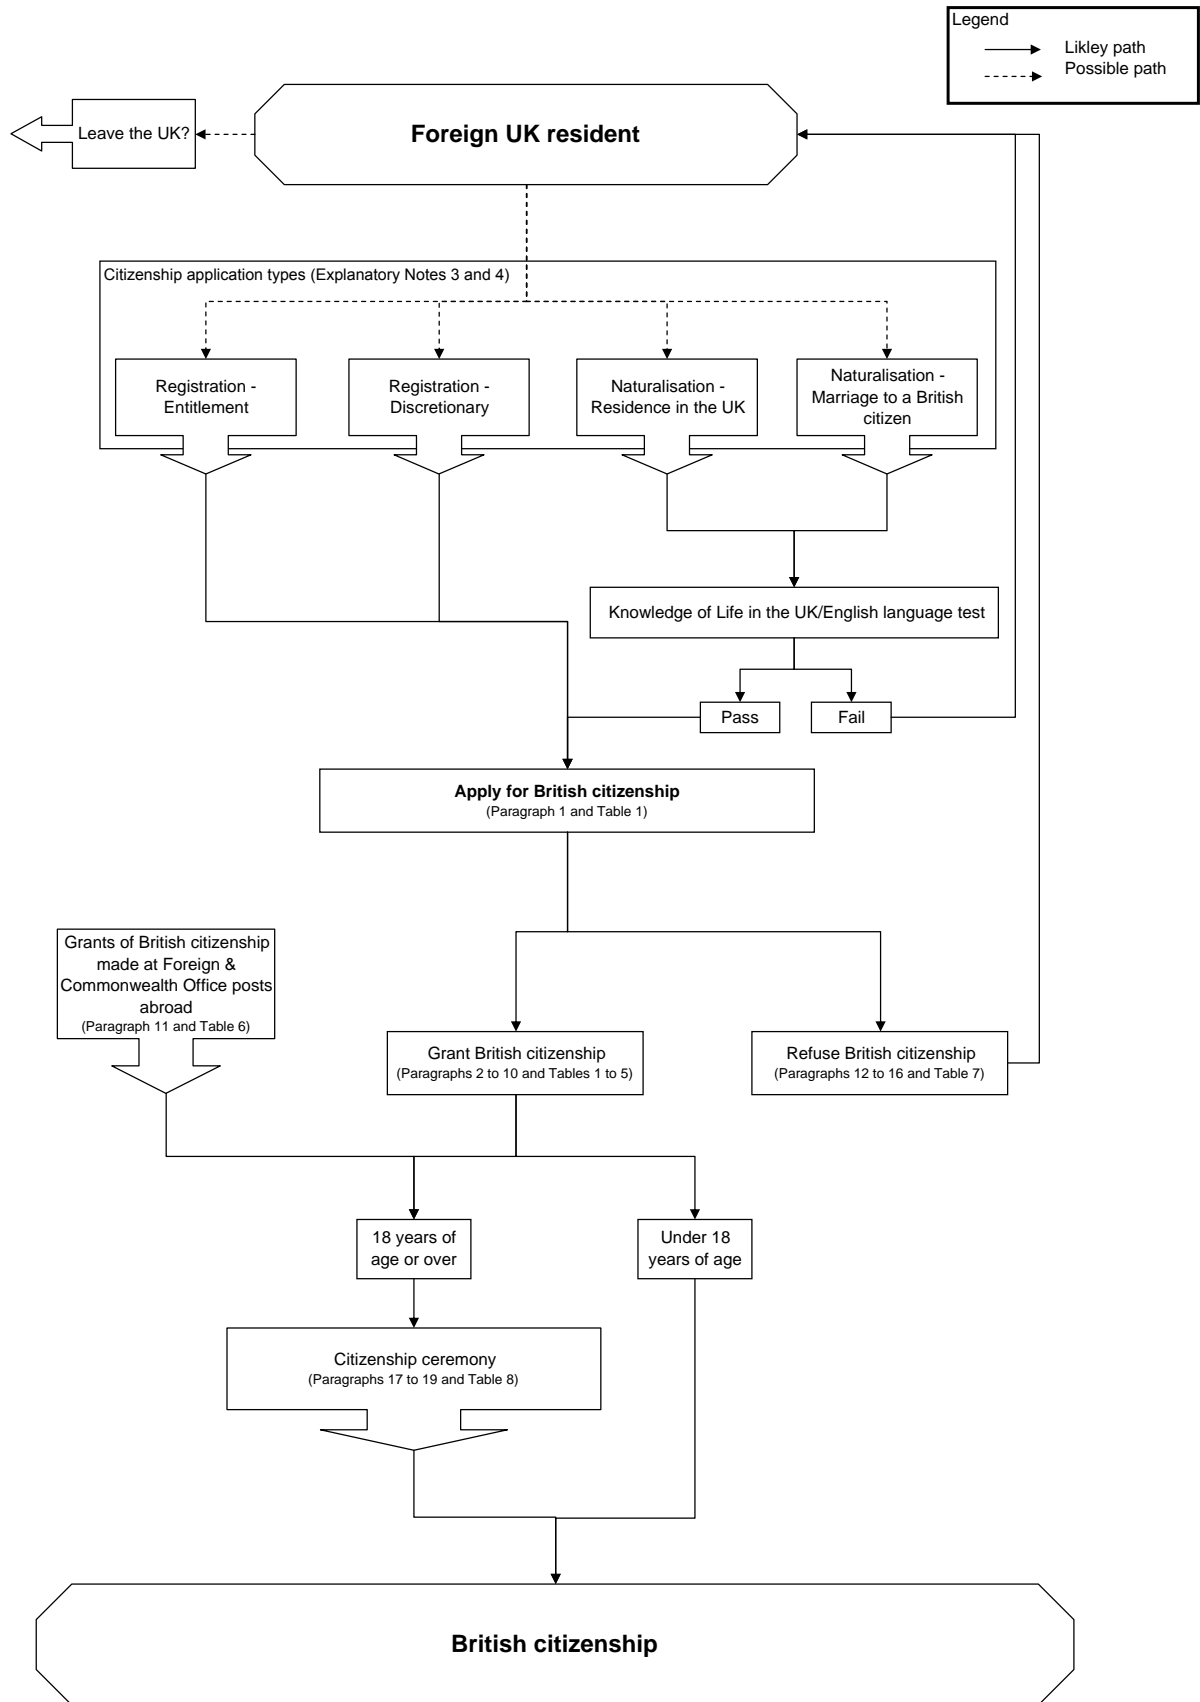 Legend
Likley path
Possible path
Leave the UK?
Foreign UK resident
Citizenship application types (Explanatory Notes 3 and 4)
Registration -
Entitlement
Registration -
Discretionary
Naturalisation -
Residence in the UK
Naturalisation -
Marriage to a British
citizen
Knowledge of Life in the UK/English language test
Pass
Fail
Apply for British citizenship
(Paragraph 1 and Table 1)
Grants of British citizenship
made at Foreign &
Commonwealth Office posts
abroad
(Paragraph 11 and Table 6)
Grant British citizenship
(Paragraphs 2 to 10 and Tables 1 to 5)
Refuse British citizenship
(Paragraphs 12 to 16 and Table 7)
18 years of
age or over
Under 18
years of age
Citizenship ceremony
(Paragraphs 17 to 19 and Table 8)
British citizenship